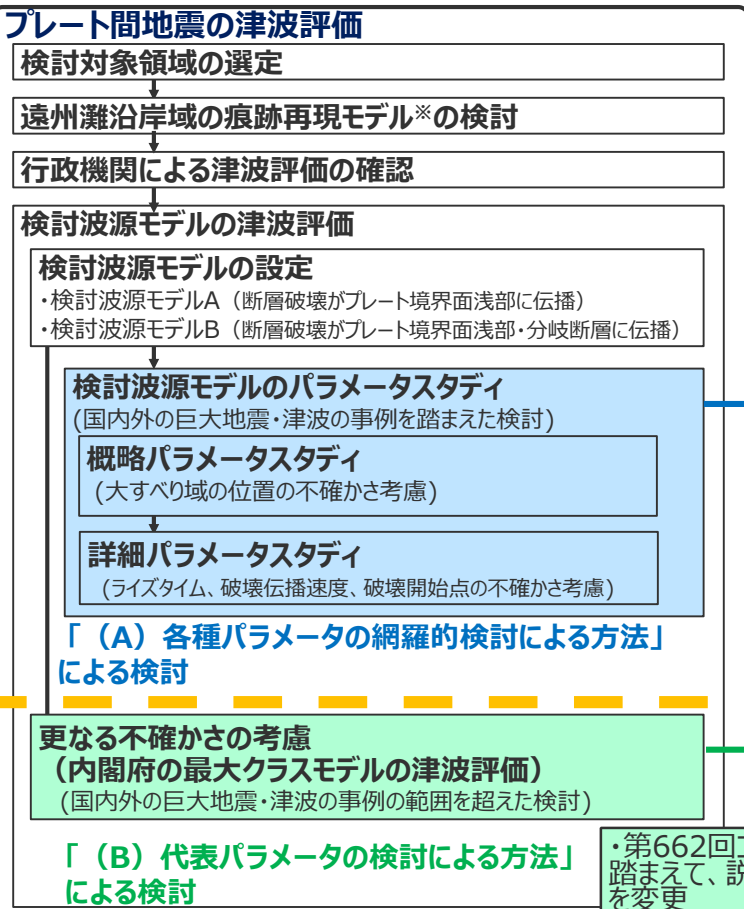 プレート間地震の津波評価
検討対象領域の選定
遠州灘沿岸域の痕跡再現モデル※の検討
行政機関による津波評価の確認
検討波源モデルの津波評価
検討波源モデルの設定
・検討波源モデルA（断層破壊がプレート境界面浅部に伝播）
・検討波源モデルB（断層破壊がプレート境界面浅部・分岐断層に伝播）
検討波源モデルのパラメータスタディ
(国内外の巨大地震・津波の事例を踏まえた検討)
概略パラメータスタディ
(大すべり域の位置の不確かさ考慮)
詳細パラメータスタディ
(ライズタイム、破壊伝播速度、破壊開始点の不確かさ考慮)
「（A）各種パラメータの網羅的検討による方法」
による検討
更なる不確かさの考慮
（内閣府の最大クラスモデルの津波評価）
(国内外の巨大地震・津波の事例の範囲を超えた検討)
「（B）代表パラメータの検討による方法」
による検討
・第662回
踏まえて、説
を変更